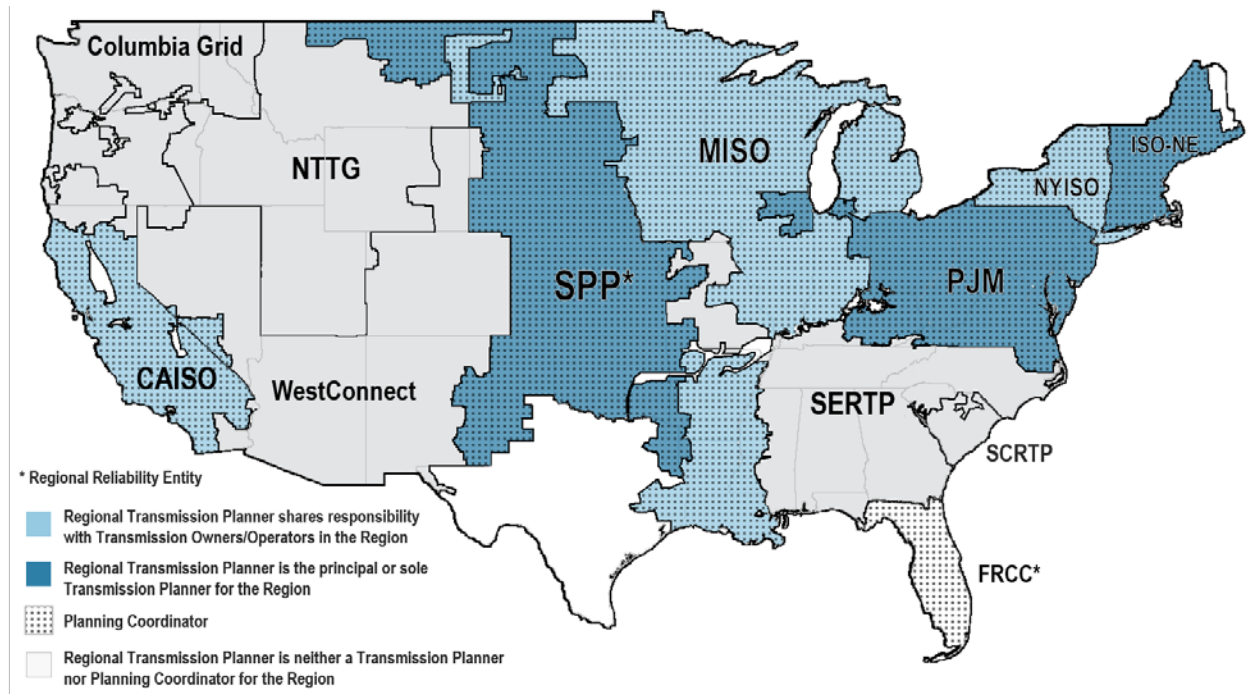 Columbia Grid
NTTG
MISO
ISO-NE
NYISO
SPP*
PJM
CAISO
WestConnect
SERTP
SCRTP
FRCC*
* Regional Reliability Entity
Regional Transmission Planner shares responsibility
with Transmission Owners/Operators in the Region
Regional Transmission Planner is the principal or sole
Transmission Planner for the Region
Planning Coordinator
Regional Transmission Planner is neither a Transmission Planner
nor Planning Coordinator for the Region